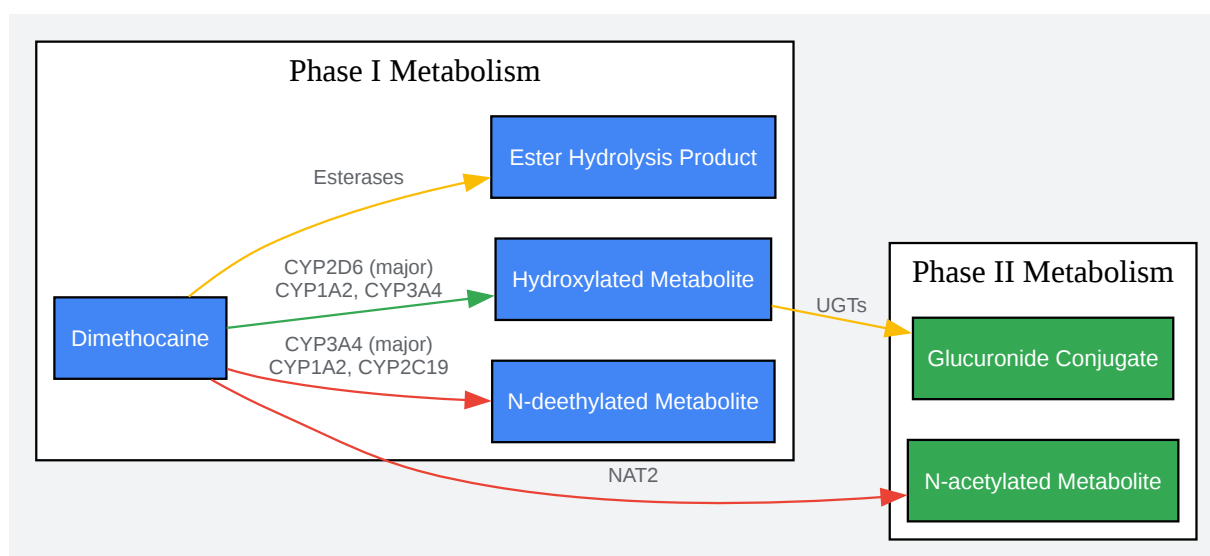 Phase I Metabolism
Esterases
Ester Hydrolysis Product
CYP2D6 (major)
CYP1A2, CYP3A4
Hydroxylated Metabolite
Dimethocaine
CYP3A4 (major)
CYP1A2, CYP2C19
N-deethylated Metabolite
NAT2
UGTs
Phase II Metabolism
Glucuronide Conjugate
N-acetylated Metabolite